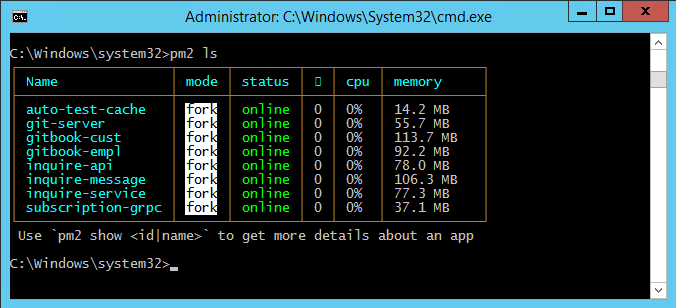 Administrator: C:\Windows\System32\cmd.exe
C:\Windows\system32>pm2 ls
Name mode status ▯ cpu memory
auto-test-cache fork online 0 0% 14.2 MB
git-server fork online 0 0% 55.7 MB
gitbook-cust fork online 0 0% 113.7 MB
gitbook-empl fork online 0 0% 92.2 MB
inquire-api fork online 0 0% 78.0 MB
inquire-message fork online 0 0% 106.3 MB
inquire-service fork online 0 0% 77.3 MB
subscription-grpc fork online 0 0% 37.1 MB
Use `pm2 show <id|name>` to get more details about an app
C:\Windows\system32>